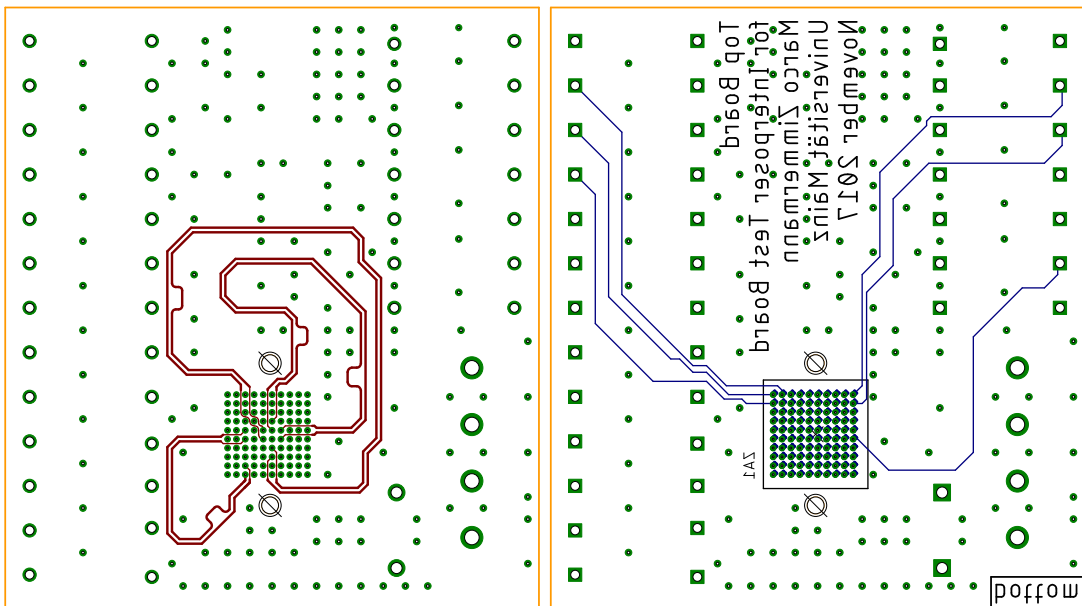 Top Board
for Interposer Test Board
Marco Zimmermann
Universität Mainz
November 2017
ZA1
bottom